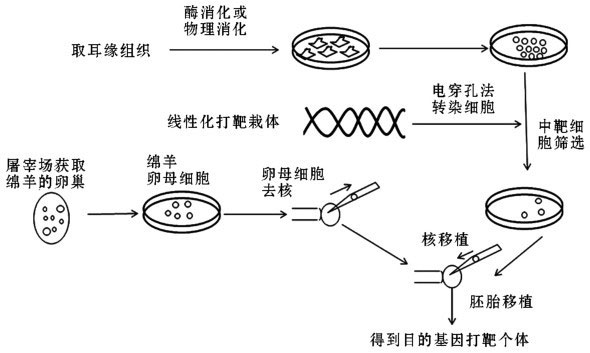 取耳缘组织
酶消化或
物理消化
线性化打靶载体
电穿孔法
转染细胞
中靶细
胞筛选
屠宰场获取
绵羊的卵巢
绵羊
卵母细胞
卵母细胞
去核
核移植
胚胎移植
得到目的基因打靶个体